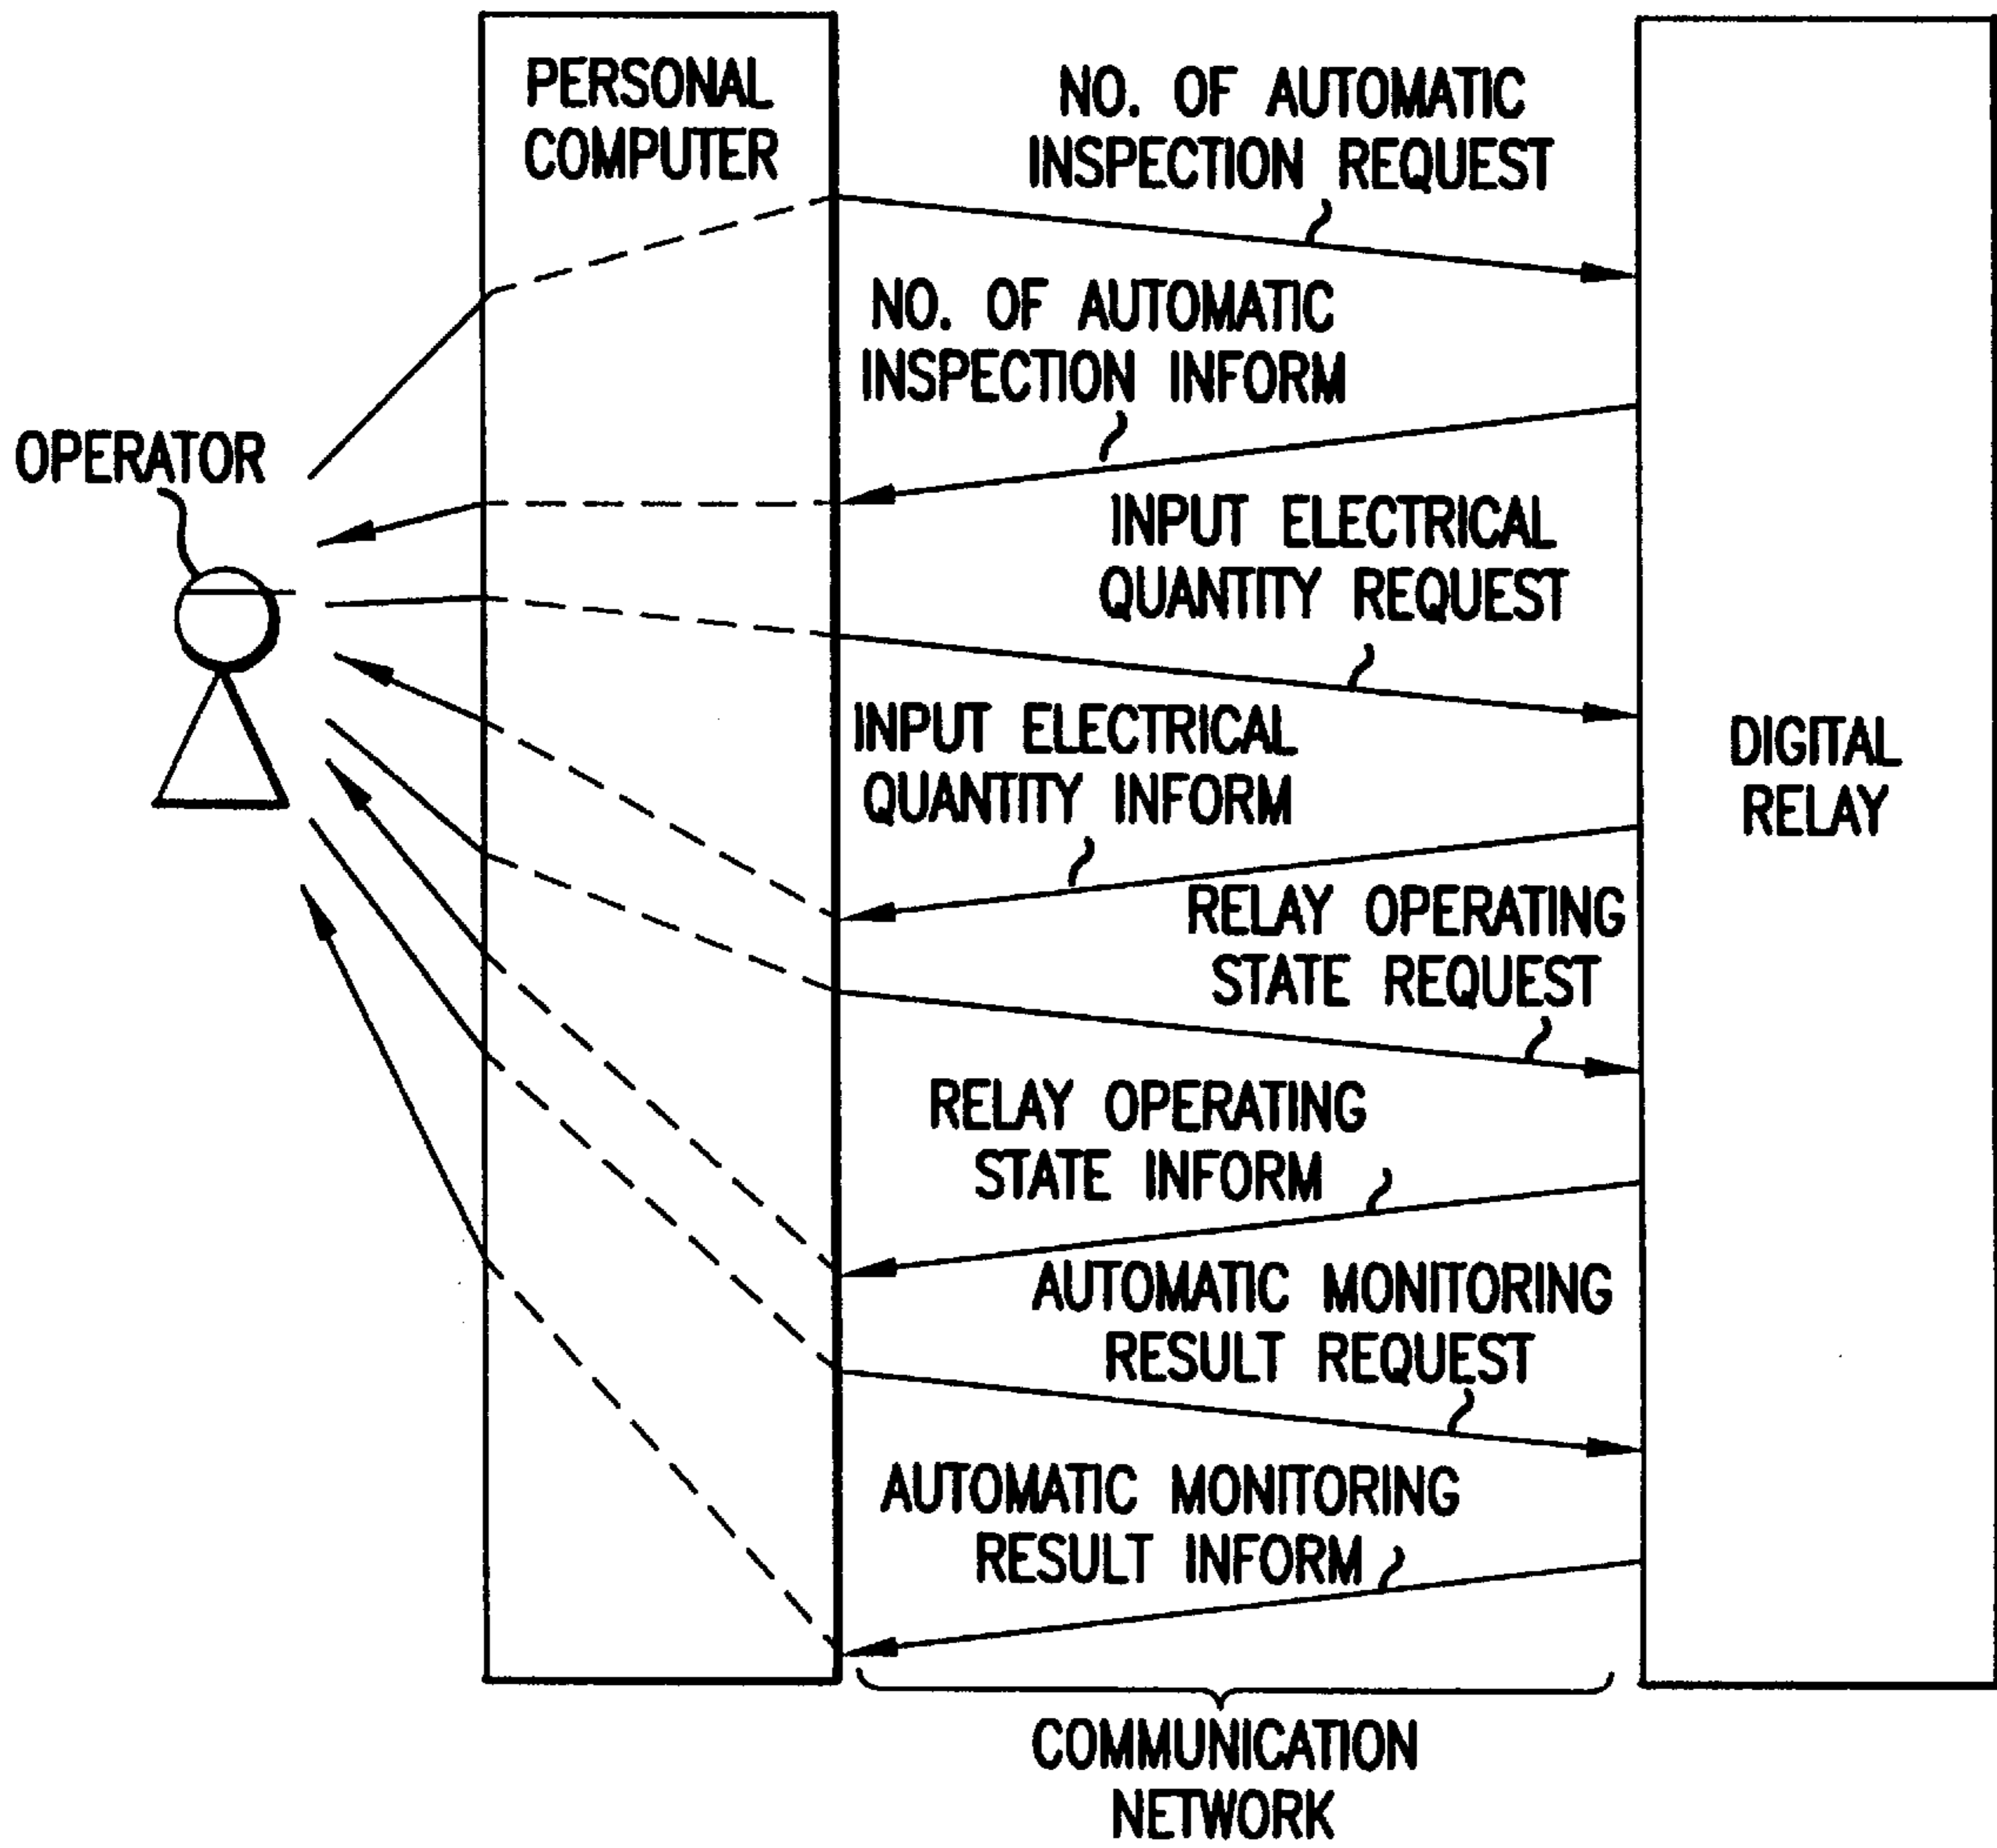 PERSONAL
COMPUTER
NO. OF AUTOMATIC
INSPECTION REQUEST
NO. OF AUTOMATIC
INSPECTION INFORM
OPERATOR
INPUT ELECTRICAL
QUANTITY REQUEST
INPUT ELECTRICAL
QUANTITY INFORM
DIGITAL
RELAY
RELAY OPERATING
STATE REQUEST
RELAY OPERATING
STATE INFORM
AUTOMATIC MONITORING
RESULT REQUEST
AUTOMATIC MONITORING
RESULT INFORM
COMMUNICATION
NETWORK